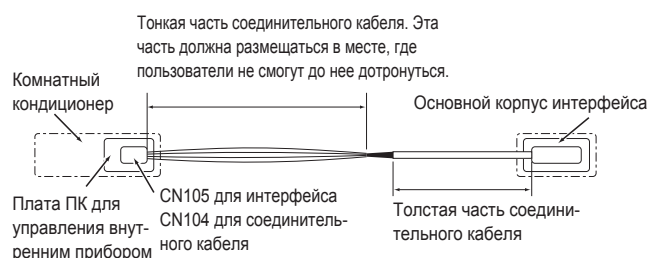 Тонкая часть соединительного кабеля. Эта
часть должна размещаться в месте, где
пользователи не смогут до нее дотронуться.
Комнатный
кондиционер
Основной корпус интерфейса
Плата ПК для
управления внут-
ренним прибором
CN105 для интерфейса
CN104 для соединитель-
ного кабеля
Толстая часть соедини-
тельного кабеля